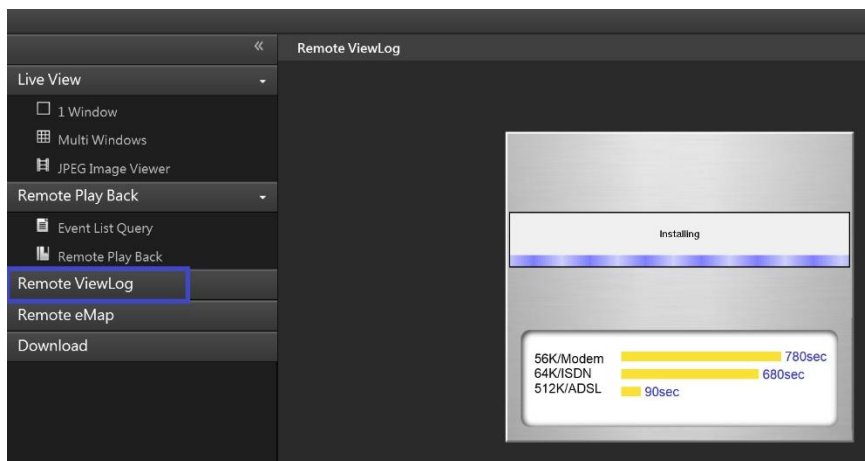 «
Remote ViewLog
Live View
1 Window
Multi Windows
JPEG Image Viewer
Remote Play Back
Event List Query
Remote Play Back
Remote ViewLog
Remote eMap
Download
Installing
56K/Modem 780sec
64K/ISDN 680sec
512K/ADSL 90sec